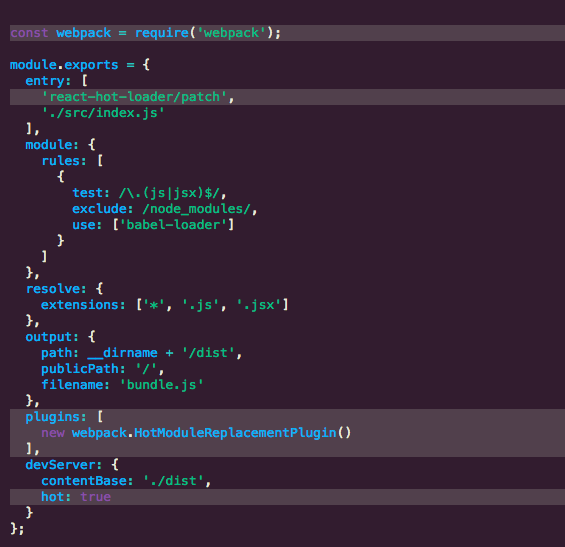 const webpack = require('webpack');
module.exports = {
entry: [
'react-hot-loader/patch',
'./src/index.js'
],
module: {
rules: [
{
test: /\.(js|jsx)$/,
exclude: /node_modules/,
use: ['babel-loader']
}
]
},
resolve: {
extensions: ['*', '.js', '.jsx']
},
output: {
path: __dirname + '/dist',
publicPath: '/',
filename: 'bundle.js'
},
plugins: [
new webpack.HotModuleReplacementPlugin()
],
devServer: {
contentBase: './dist',
hot: true
}
};